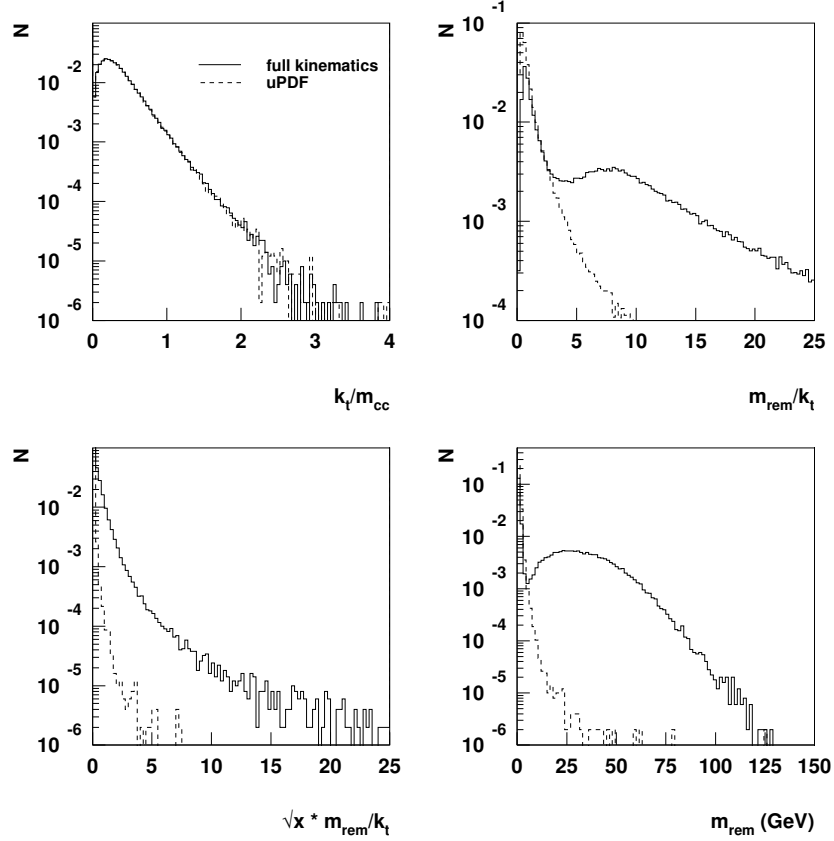 N
10 -2
10 -3
10 -4
10 -5
10 -6
0 1 2 3 4
k_t/m_cc
full kinematics
uPDF
N
10 -1
10 -2
10 -3
10 -4
0 5 10 15 20 25
m_rem/k_t
N
10 -2
10 -3
10 -4
10 -5
10 -6
0 5 10 15 20 25
√x * m_rem/k_t
N
10 -1
10 -2
10 -3
10 -4
10 -5
10 -6
0 25 50 75 100 125 150
m_rem (GeV)